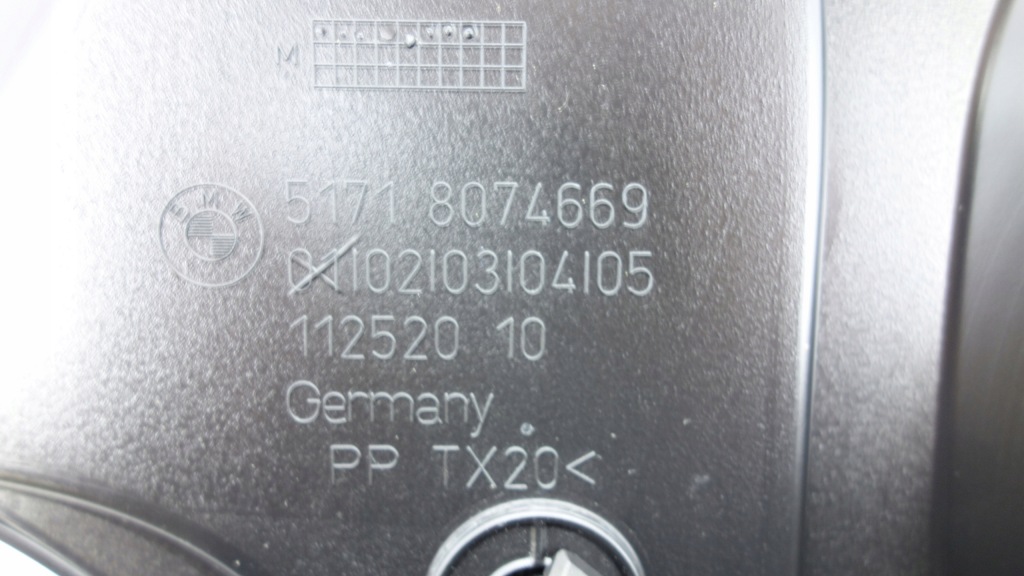 M
BMW
5171 8074669
01|02|03|04|05
112520 10
Germany
PP TX20<